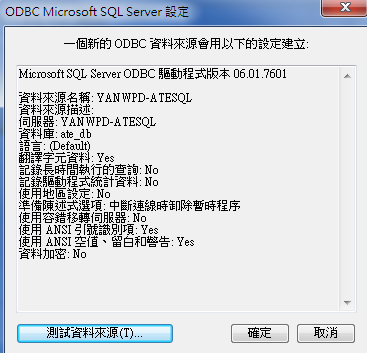 ODBC Microsoft SQL Server 設定
一個新的 ODBC 資料來源會用以下的設定建立:
Microsoft SQL Server ODBC 驅動程式版本 06.01.7601
資料來源名稱: YANWPD-ATESQL
資料來源描述:
伺服器: YANWPD-ATESQL
資料庫: ate_db
語言: (Default)
翻譯字元資料: Yes
記錄長時間執行的查詢: No
記錄驅動程式統計資料: No
使用地區設定: No
準備陳述式選項: 中斷連線時卸除暫時程序
使用容錯移轉伺服器: No
使用 ANSI 引號識別項: Yes
使用 ANSI 空值、留白和警告: Yes
資料加密: No
測試資料來源(T)...
確定
取消